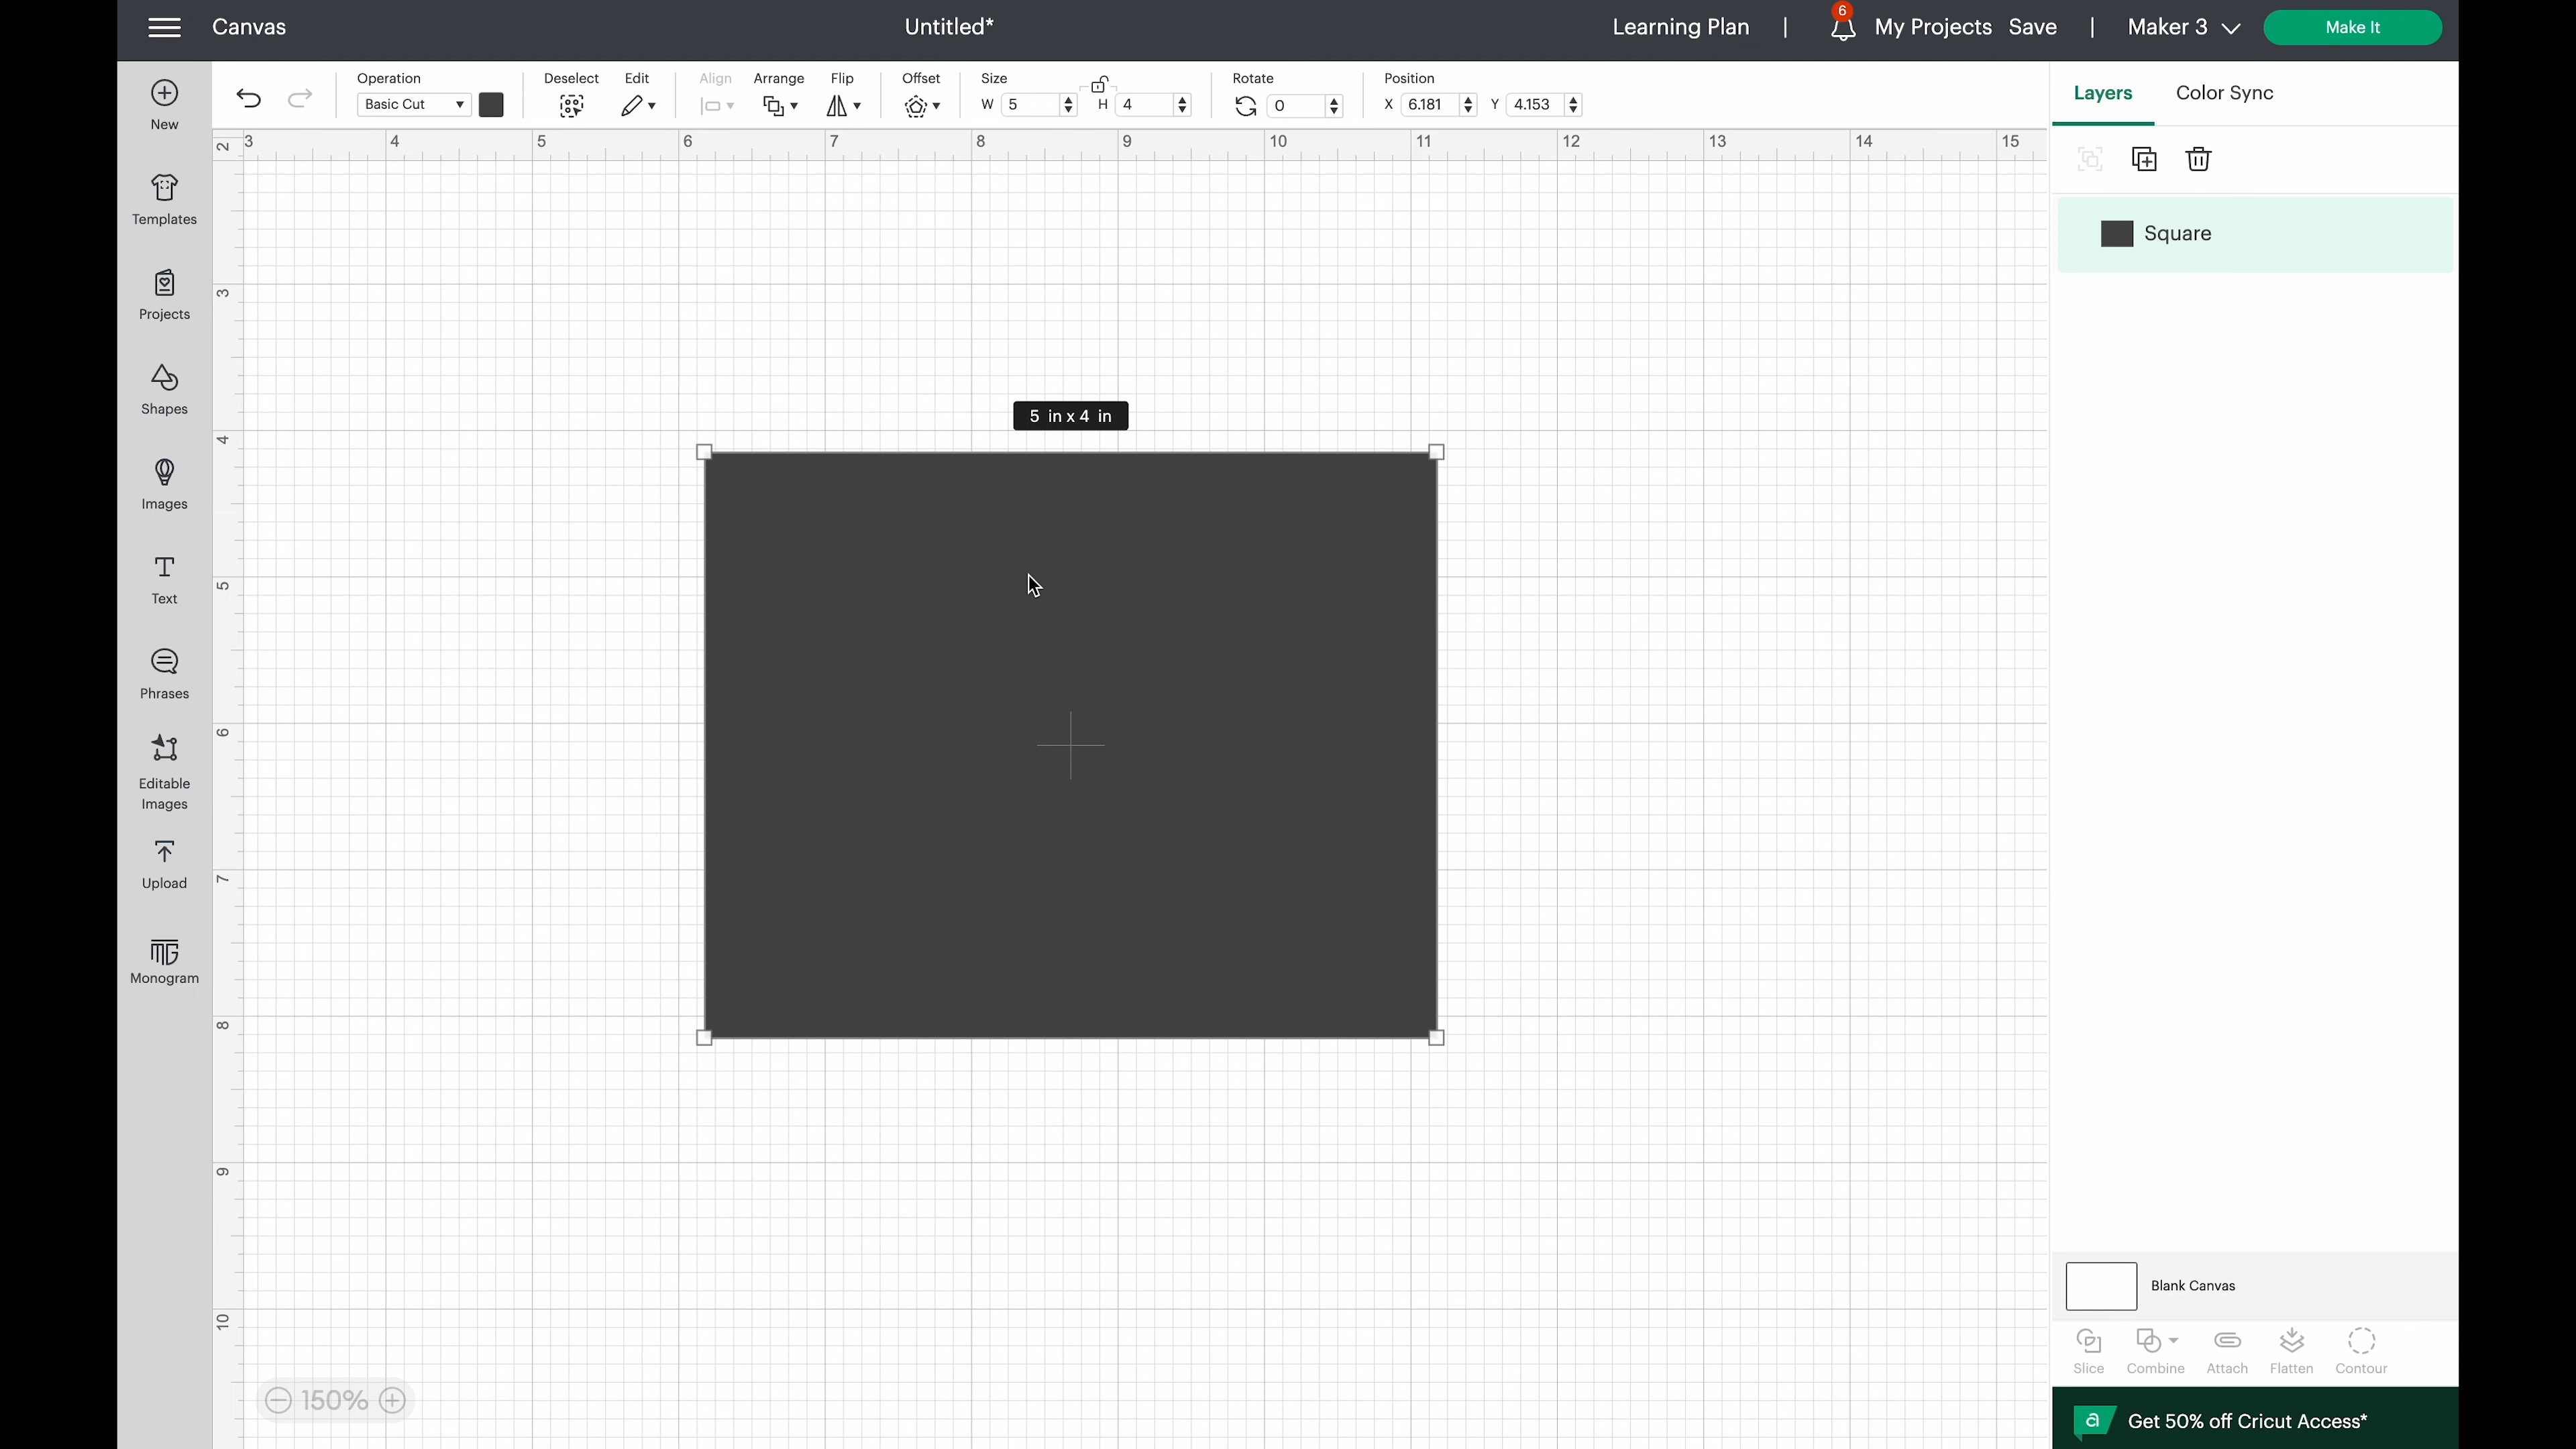 Canvas
Untitled*
Learning Plan
6
My Projects
Save
Maker 3
Make It
Operation
Basic Cut
Deselect
Edit
Align
Arrange
Flip
Offset
Size
W 5
H 4
Rotate
0
Position
X 6.181
Y 4.153
Layers
Color Sync
3 4 5 6 7 8 9 10 11 12 13 14 15
2
3
4
5
6
7
8
9
10
New
Templates
Projects
Shapes
Images
Text
Phrases
Editable
Images
Upload
MG
Monogram
5 in x 4 in
150%
Square
Blank Canvas
Slice
Combine
Attach
Flatten
Contour
a
Get 50% off Cricut Access*